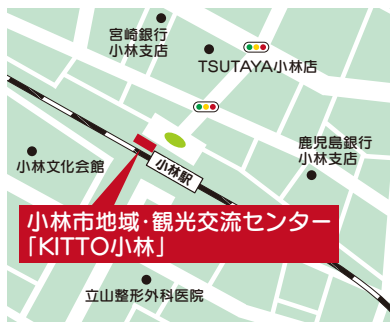 宮崎銀行
小林支店
TSUTAYA小林店
鹿児島銀行
小林支店
小林文化会館
小林駅
小林市地域・観光交流センター
「KITTO小林」
立山整形外科医院